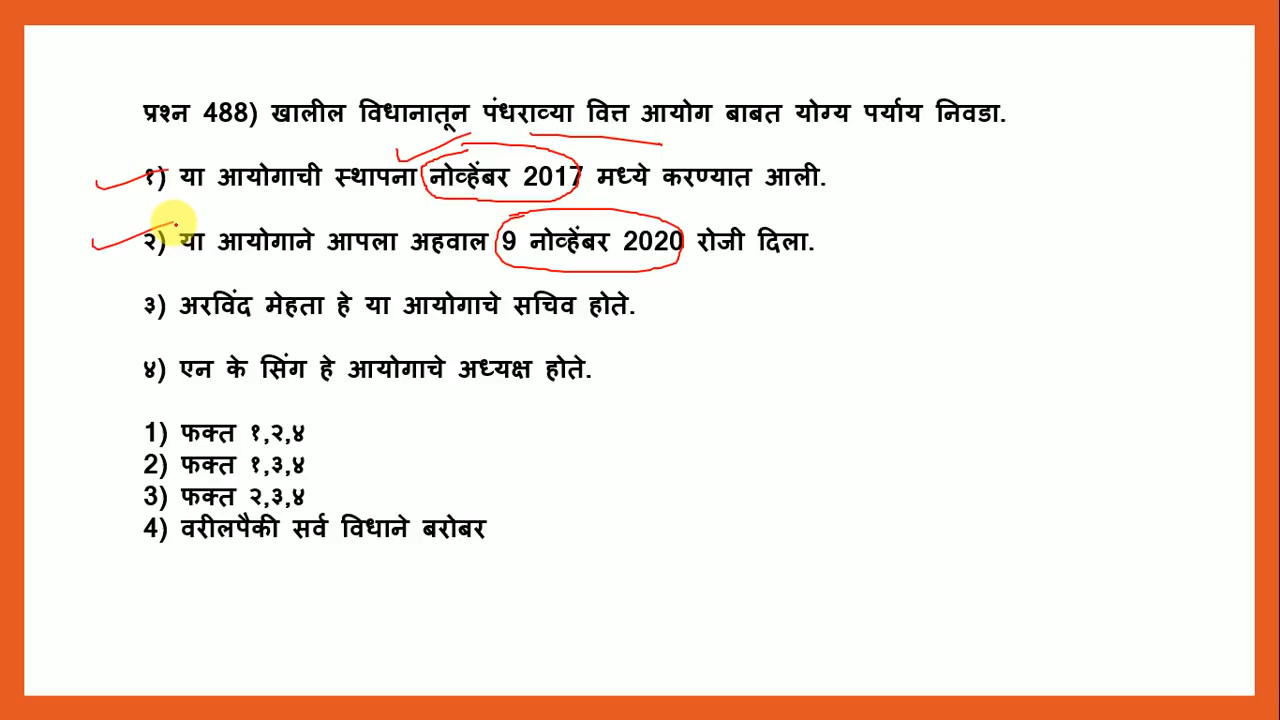 प्रश्न 488) खालील विधानातून पंधराव्या वित्त आयोग बाबत योग्य पर्याय निवडा.
१) या आयोगाची स्थापना नोव्हेंबर 2017 मध्ये करण्यात आली.
२) या आयोगाने आपला अहवाल 9 नोव्हेंबर 2020 रोजी दिला.
३) अरविंद मेहता हे या आयोगाचे सचिव होते.
४) एन के सिंग हे आयोगाचे अध्यक्ष होते.
1) फक्त १,२,४
2) फक्त १,३,४
3) फक्त २,३,४
4) वरीलपैकी सर्व विधाने बरोबर